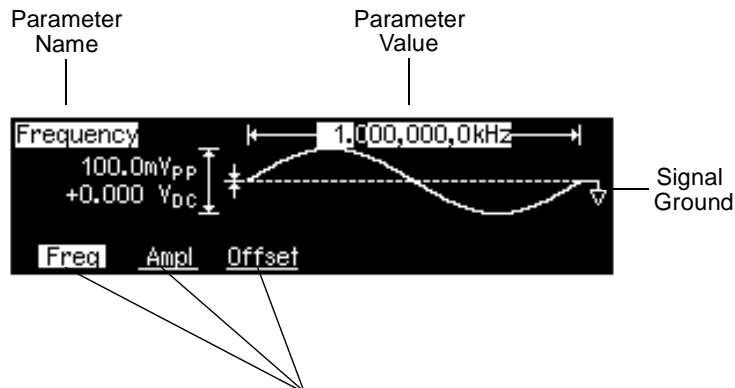 Parameter
Name
Parameter
Value
Frequency
1.000,000,0kHz
100.0mVPP
+0.000 VDC
Signal
Ground
Freq Ampl Offset